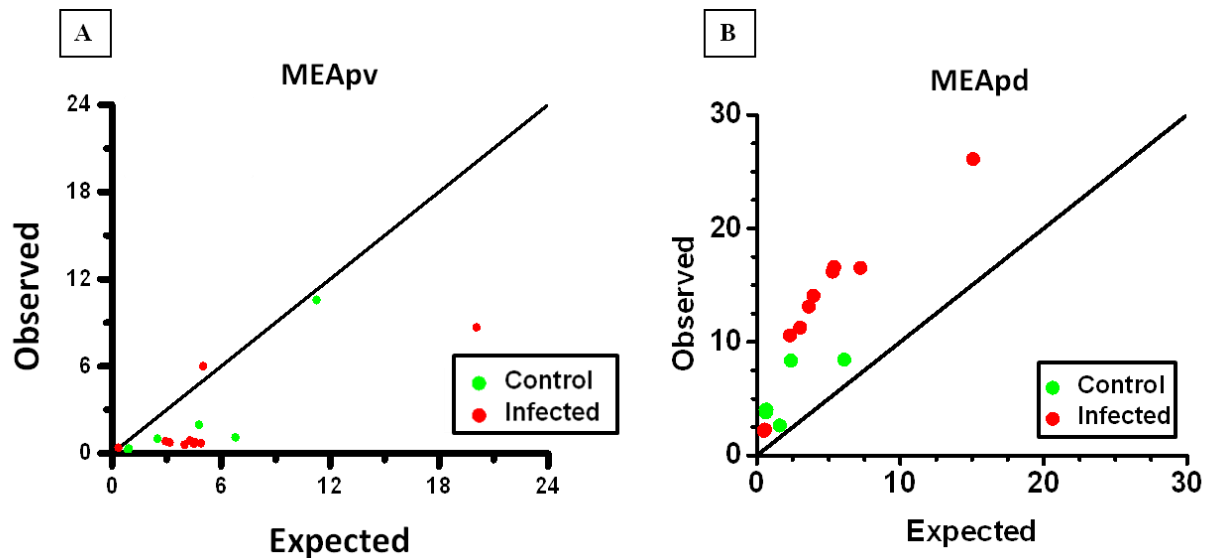 A
MEApv
24
18
12
6
0
0 6 12 18 24
Observed
Expected
Control
Infected
B
MEApd
30
20
10
0
0 10 20 30
Observed
Expected
Control
Infected